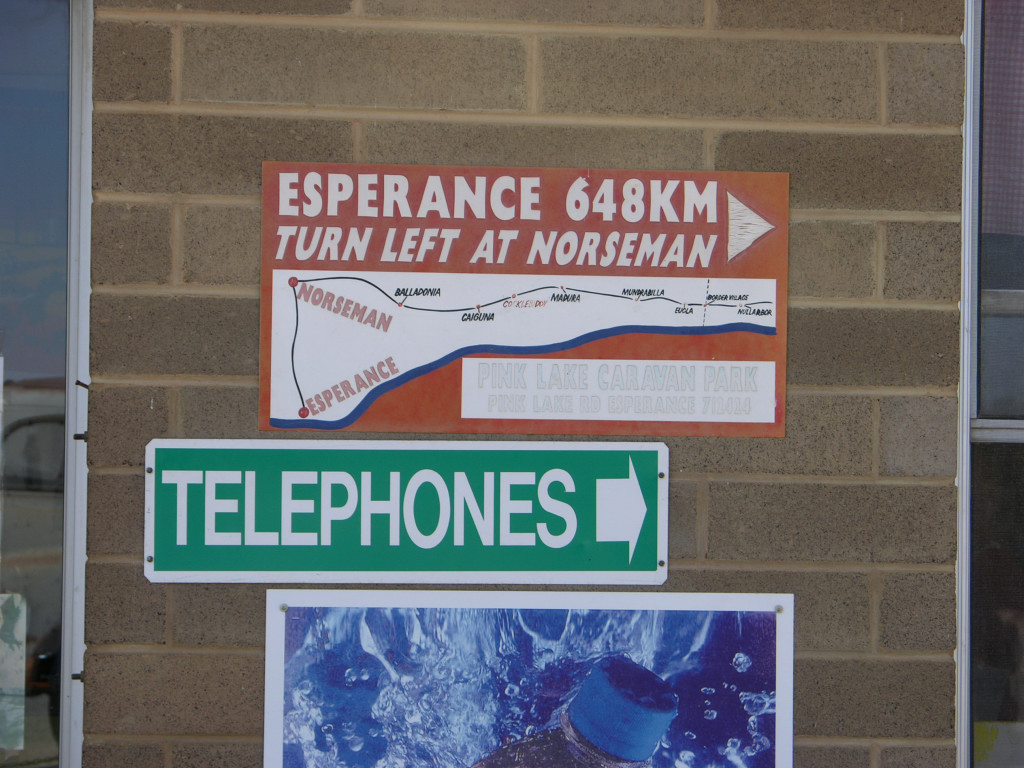 ESPERANCE 648KM
TURN LEFT AT NORSEMAN
NORSEMAN
BALLADONIA
CAIGUNA
COCKLEBIDDY
MADURA
MUNDRABILLA
EUCLA
BORDER VILLAGE
NULLARBOR
ESPERANCE
PINK LAKE CARAVAN PARK
PINK LAKE RD ESPERANCE 711424
TELEPHONES